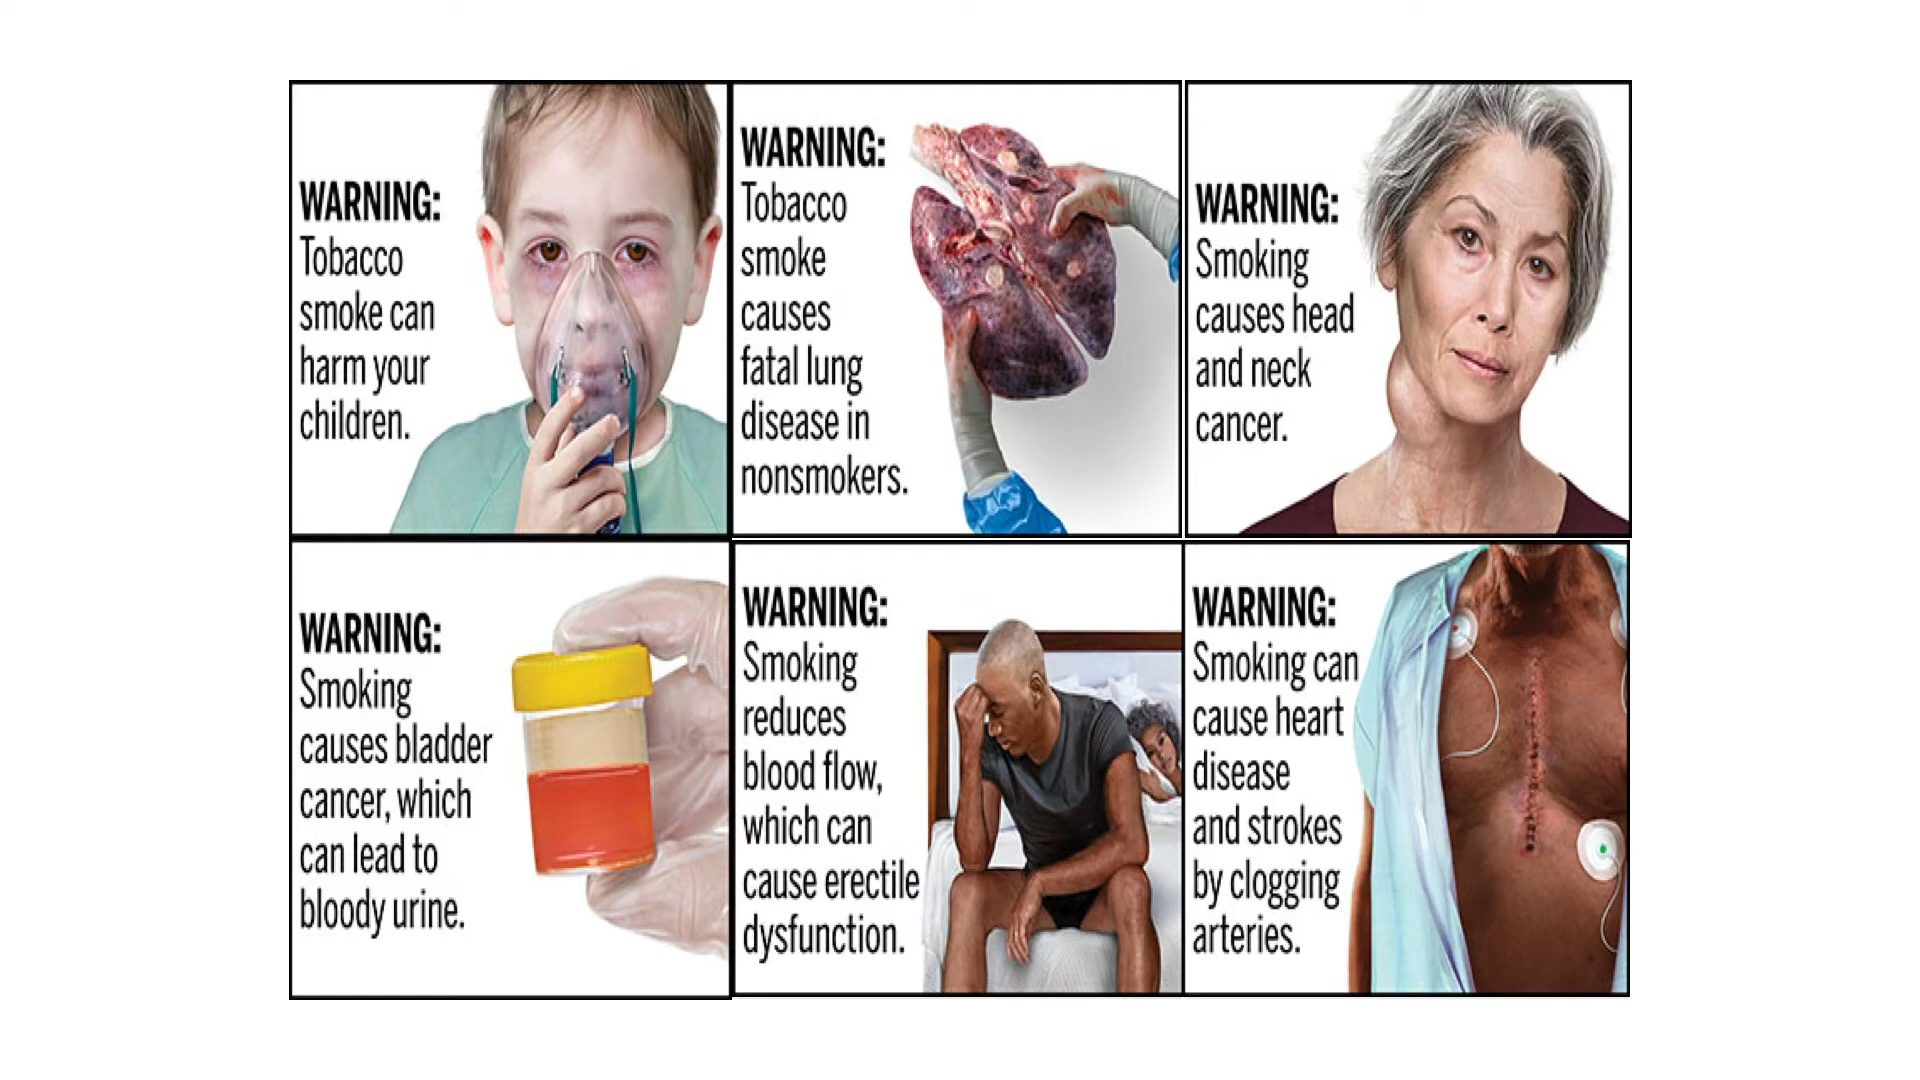 WARNING:
Tobacco
smoke can
harm your
children.
WARNING:
Tobacco
smoke
causes
fatal lung
disease in
nonsmokers.
WARNING:
Smoking
causes head
and neck
cancer.
WARNING:
Smoking
causes bladder
cancer, which
can lead to
bloody urine.
WARNING:
Smoking
reduces
blood flow,
which can
cause erectile
dysfunction.
WARNING:
Smoking can
cause heart
disease
and strokes
by clogging
arteries.